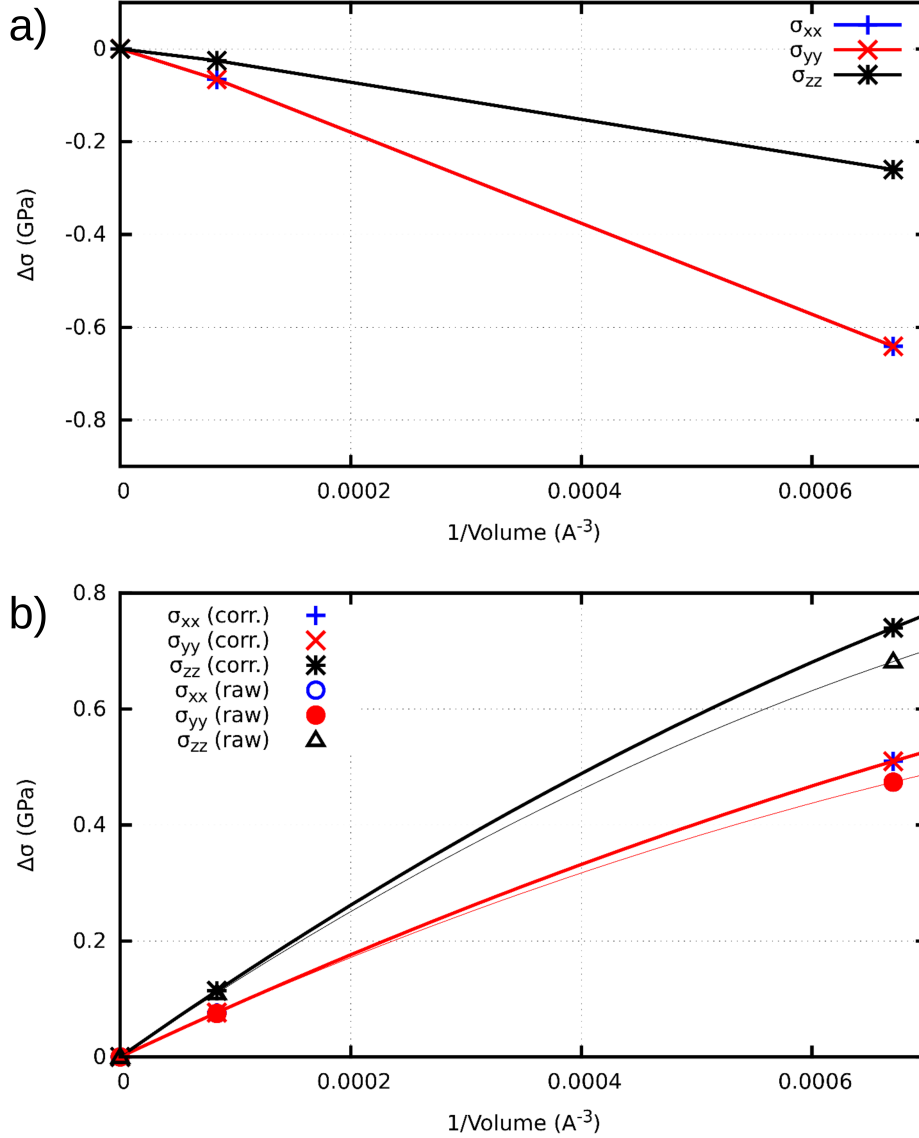 a)
σxx
σyy
σzz
0
-0.2
-0.4
-0.6
-0.8
Δσ (GPa)
0
0.0002
0.0004
0.0006
1/Volume (A-3)
b)
σxx (corr.)
σyy (corr.)
σzz (corr.)
σxx (raw)
σyy (raw)
σzz (raw)
0.8
0.6
0.4
0.2
0
Δσ (GPa)
0
0.0002
0.0004
0.0006
1/Volume (A-3)